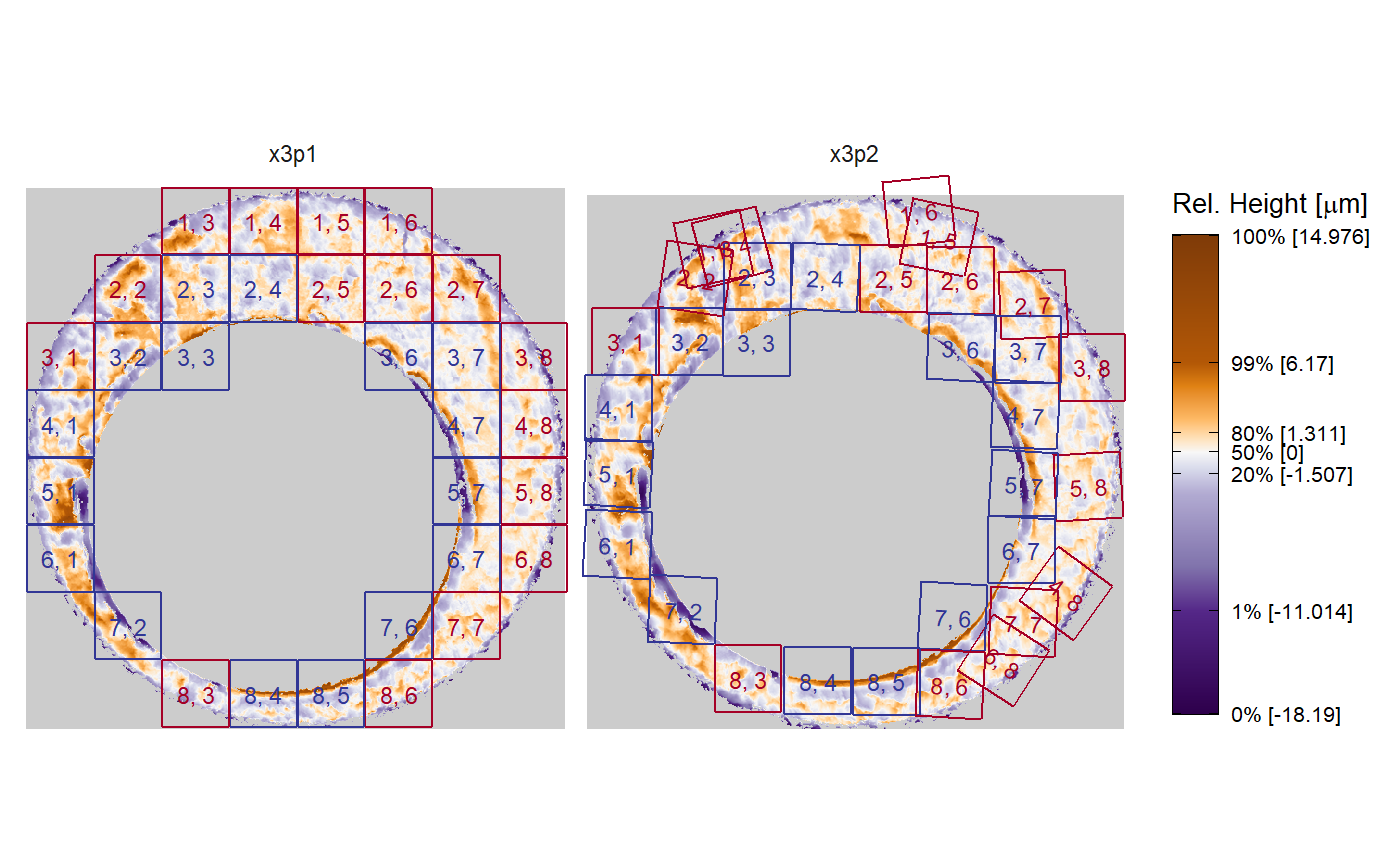 x3p1
1, 3 1, 4 1, 5 1, 6
2, 2 2, 3 2, 4 2, 5 2, 6 2, 7
3, 1 3, 2 3, 3 3, 6 3, 7 3, 8
4, 1 4, 7 4, 8
5, 1 5, 7 5, 8
6, 1 6, 7 6, 8
7, 2 7, 6 7, 7
8, 3 8, 4 8, 5 8, 6
x3p2
1, 6
1, 5
2, 2 2, 3 2, 4 2, 5 2, 6 2, 7
3, 1 3, 2 3, 3 3, 6 3, 7 3, 8
4, 1 4, 7
5, 1 5, 7 5, 8
6, 1 6, 7
7, 2 7, 6 7, 7
6, 8
8, 3 8, 4 8, 5 8, 6
Rel. Height [μm]
100% [14.976]
99% [6.17]
80% [1.311]
50% [0]
20% [-1.507]
1% [-11.014]
0% [-18.19]